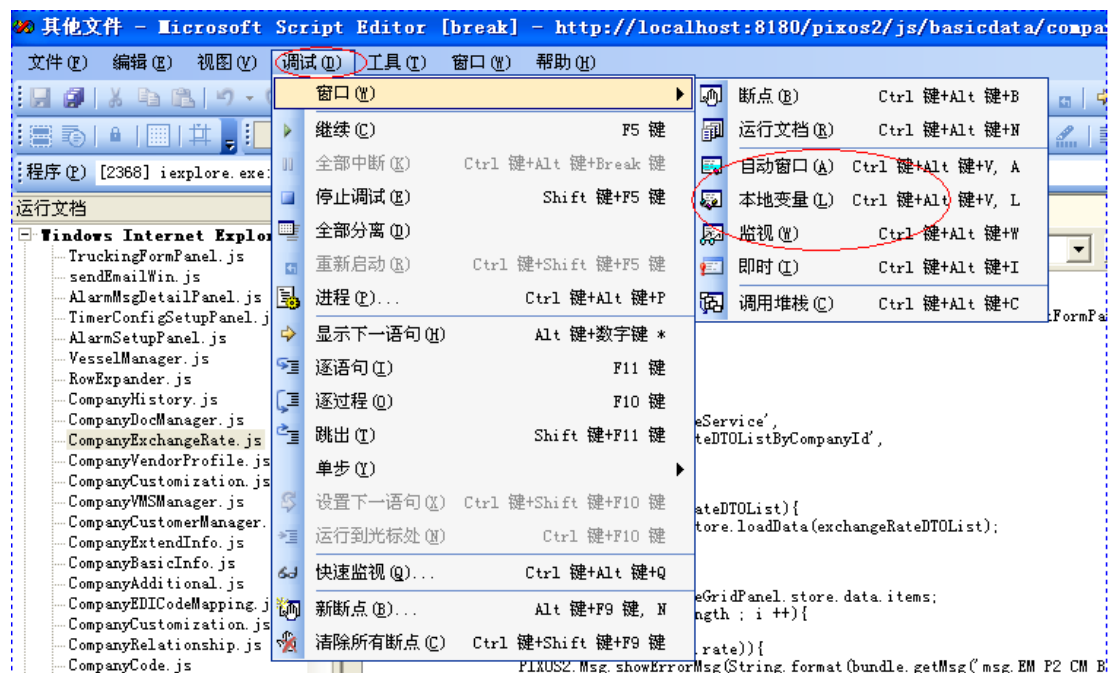 其他文件 - Microsoft Script Editor [break] - http://localhost:8180/pixos2/js/basicdata/compa
文件(F) 编辑(E) 视图(V) 调试(D) 工具(T) 窗口(W) 帮助(H)
程序(P) [2368] iexplore.exe:
运行文档
Windows Internet Explor
TruckingFormPanel.js
sendEmailWin.js
AlarmMsgDetailPanel.js
TimerConfigSetupPanel.j
AlarmSetupPanel.js
VesselManager.js
RowExpander.js
CompanyHistory.js
CompanyDocManager.js
CompanyExchangeRate.js
CompanyVendorProfile.js
CompanyCustomization.js
CompanyVMSManager.js
CompanyCustomerManager.
CompanyExtendInfo.js
CompanyBasicInfo.js
CompanyAdditional.js
CompanyEDICodeMapping.j
CompanyCustomization.js
CompanyRelationship.js
CompanyCode.js
窗口(W)
继续(C) F5 键
全部中断(K) Ctrl 键+Alt 键+Break 键
停止调试(E) Shift 键+F5 键
全部分离(D)
重新启动(R) Ctrl 键+Shift 键+F5 键
进程(P)... Ctrl 键+Alt 键+P
显示下一语句(H) Alt 键+数字键 *
逐语句(I) F11 键
逐过程(O) F10 键
跳出(T) Shift 键+F11 键
单步(Y)
设置下一语句(X) Ctrl 键+Shift 键+F10 键
运行到光标处(N) Ctrl 键+F10 键
快速监视(Q)... Ctrl 键+Alt 键+Q
新断点(B)... Alt 键+F9 键, N
清除所有断点(C) Ctrl 键+Shift 键+F9 键
断点(B) Ctrl 键+Alt 键+B
运行文档(R) Ctrl 键+Alt 键+N
自动窗口(A) Ctrl 键+Alt 键+V, A
本地变量(L) Ctrl 键+Alt 键+V, L
监视(W) Ctrl 键+Alt 键+W
即时(I) Ctrl 键+Alt 键+I
调用堆栈(C) Ctrl 键+Alt 键+C
FormPa
eService',
teDTOListByCompanyId',
ateDTOList){
tore.loadData(exchangeRateDTOList);
eGridPanel.store.data.items;
ngth ; i ++){
.rate)){
PIXOS2.Msg.showErrorMsg(String.format(bundle.getMsg('msg.EM P2 CM B